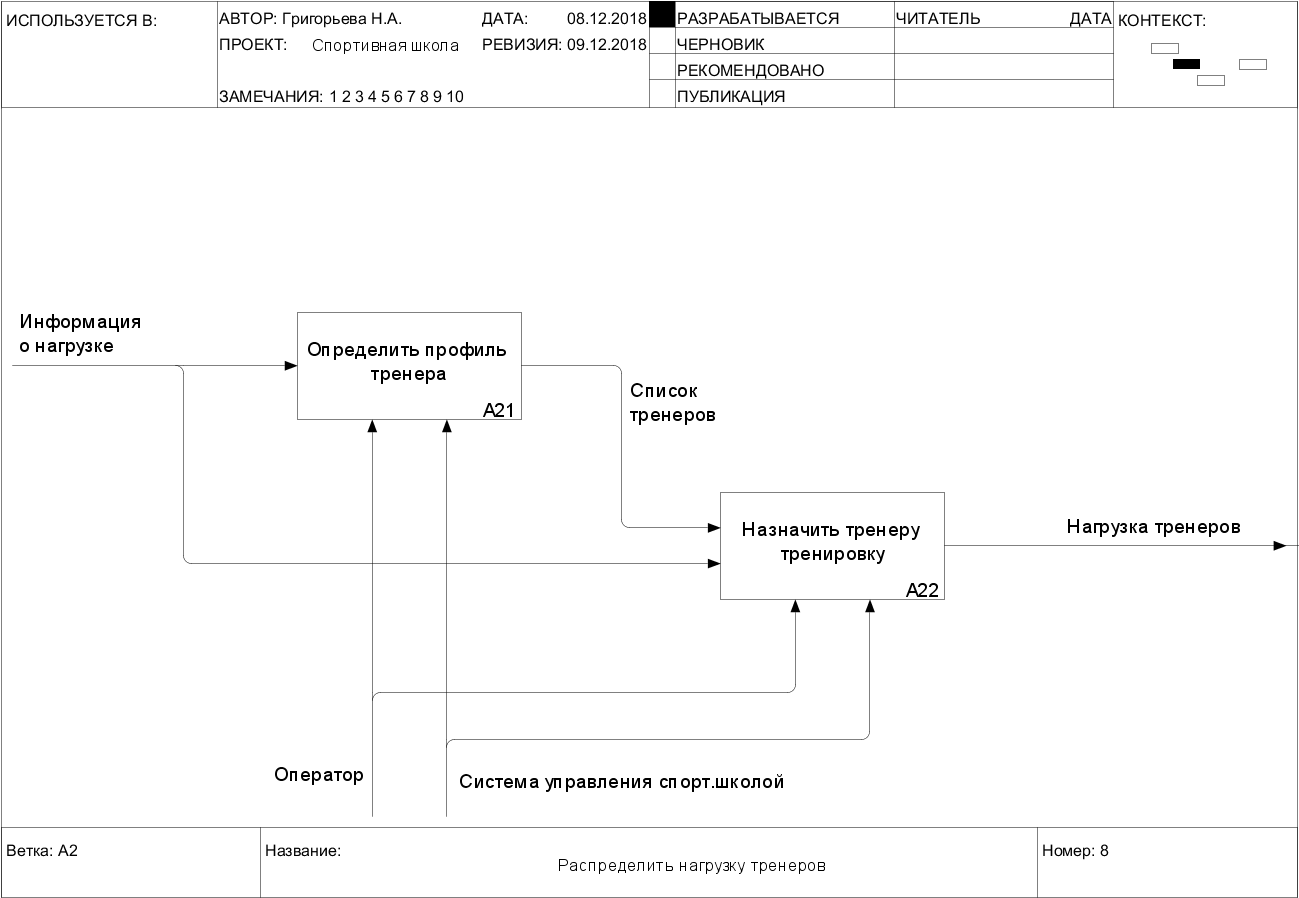 ИСПОЛЬЗУЕТСЯ В:
АВТОР: Григорьева Н.А.
ДАТА: 08.12.2018
ПРОЕКТ: Спортивная школа
РЕВИЗИЯ: 09.12.2018
ЗАМЕЧАНИЯ: 1 2 3 4 5 6 7 8 9 10
РАЗРАБАТЫВАЕТСЯ
ЧЕРНОВИК
РЕКОМЕНДОВАНО
ПУБЛИКАЦИЯ
ЧИТАТЕЛЬ
ДАТА
КОНТЕКСТ:
Информация
о нагрузке
Определить профиль
тренера
A21
Список
тренеров
Назначить тренеру
тренировку
A22
Нагрузка тренеров
Оператор
Система управления спорт.школой
Ветка: A2
Название:
Распределить нагрузку тренеров
Номер: 8